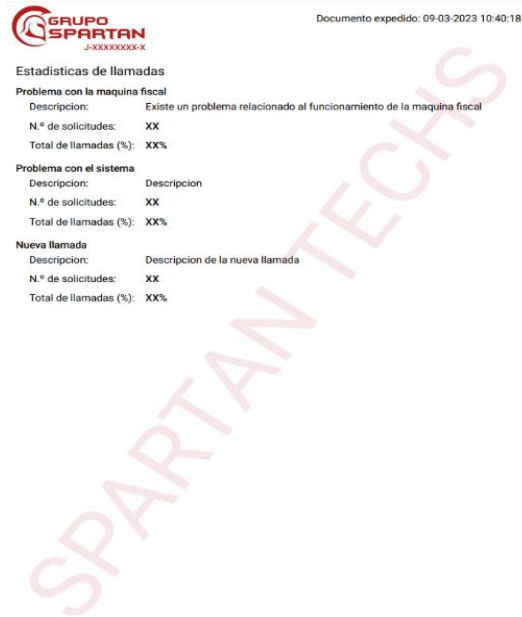 GRUPO
SPARTAN
J-XXXXXXXX-X
Documento expedido: 09-03-2023 10:40:18
Estadisticas de llamadas
Problema con la maquina fiscal
Descripcion: Existe un problema relacionado al funcionamiento de la maquina fiscal
N.º de solicitudes: XX
Total de llamadas (%): XX%
Problema con el sistema
Descripcion: Descripcion
N.º de solicitudes: XX
Total de llamadas (%): XX%
Nueva llamada
Descripcion: Descripcion de la nueva llamada
N.º de solicitudes: XX
Total de llamadas (%): XX%
SPARTAN TECHS